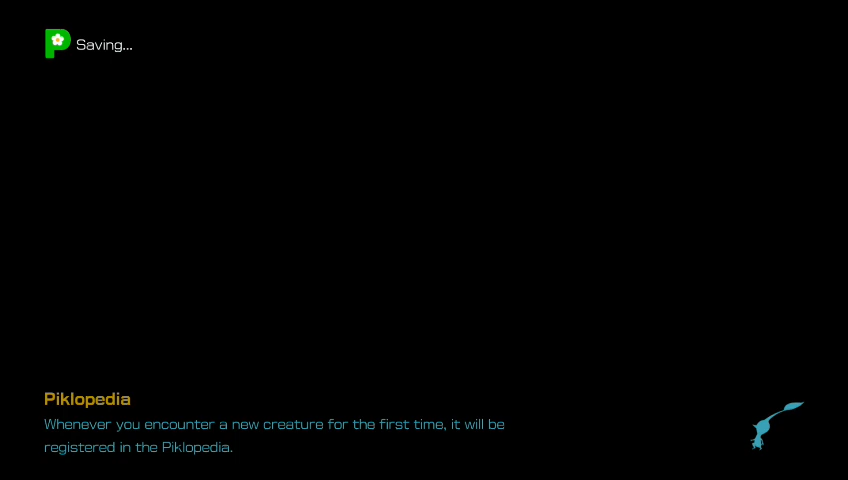 P Saving...
Piklopedia
Whenever you encounter a new creature for the first time, it will be
registered in the Piklopedia.